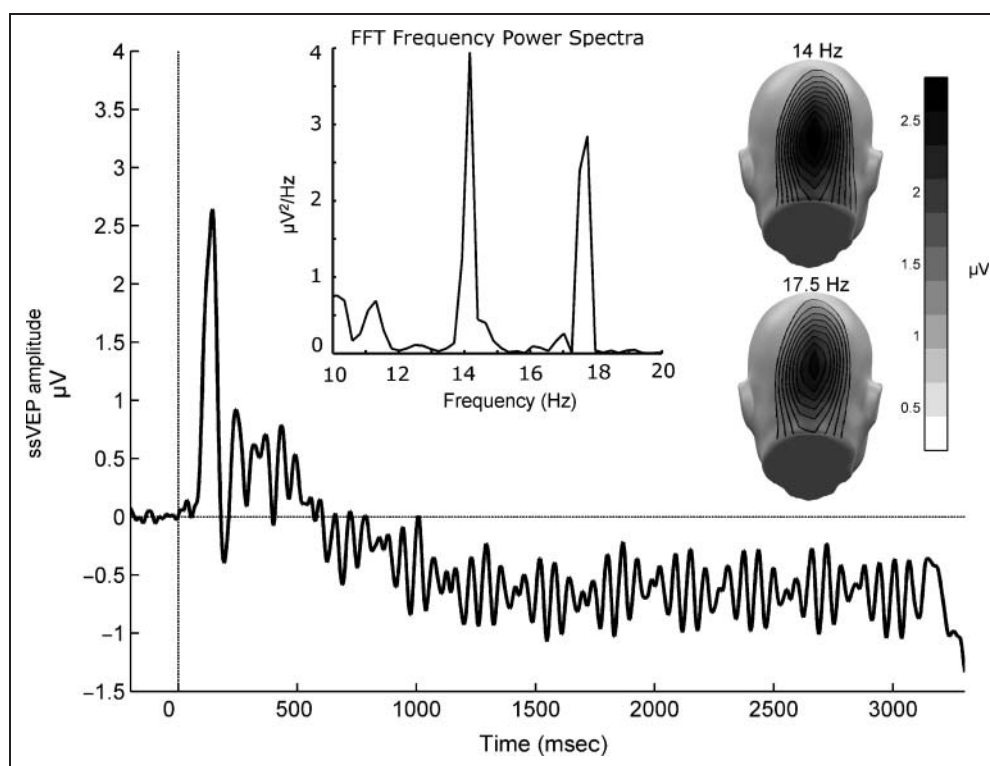 FFT Frequency Power Spectra
4
3
2
1
0
µV²/Hz
10 12 14 16 18 20
Frequency (Hz)
14 Hz
17.5 Hz
2.5
2
1.5
1
0.5
µV
4
3.5
3
2.5
2
1.5
1
0.5
0
−0.5
−1
−1.5
ssVEP amplitude
µV
0 500 1000 1500 2000 2500 3000
Time (msec)